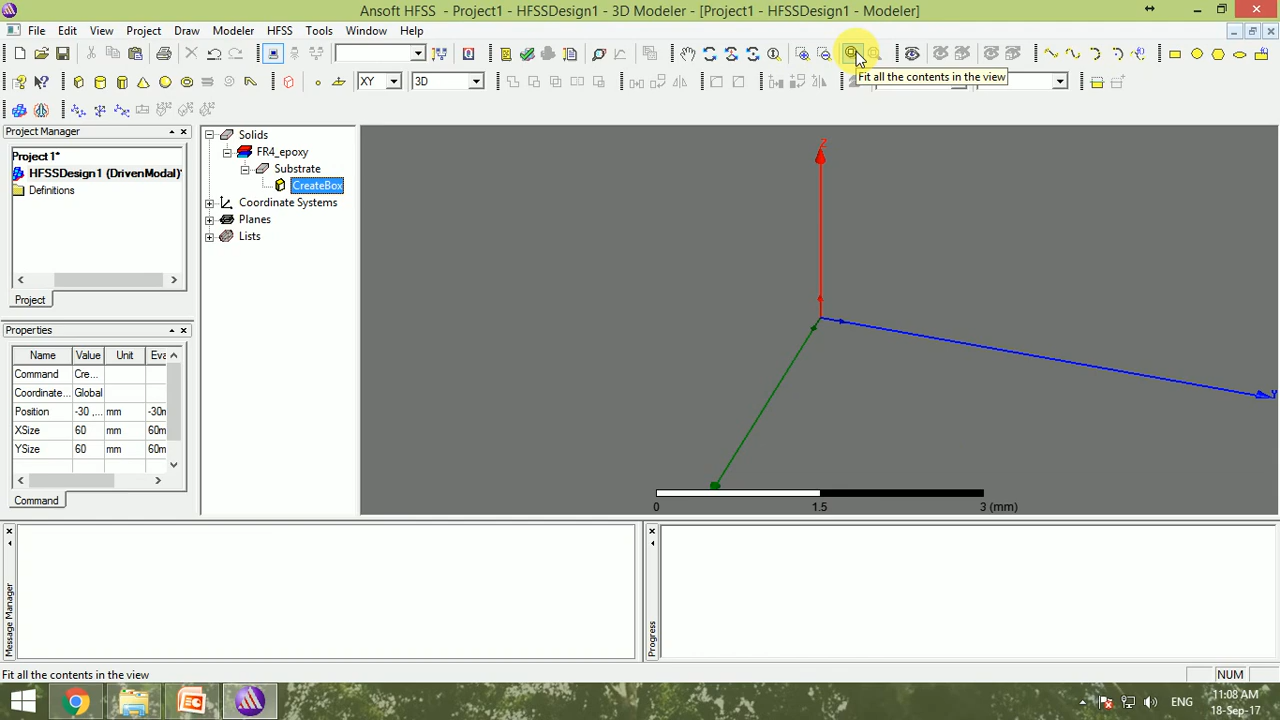 Ansoft HFSS - Project1 - HFSSDesign1 - 3D Modeler - [Project1 - HFSSDesign1 - Modeler]
File Edit View Project Draw Modeler HFSS Tools Window Help
XY 3D
Fit all the contents in the view
Project Manager
Project1*
HFSSDesign1 (DrivenModal)*
Definitions
Project
Solids
FR4_epoxy
Substrate
CreateBox
Coordinate Systems
Planes
Lists
Properties
Name Value Unit Eva
Command Cre...
Coordinate... Global
Position -30 ,... mm -30m
XSize 60 mm 60m
YSize 60 mm 60m
Command
Z
Y
0 1.5 3 (mm)
Message Manager
Progress
Fit all the contents in the view
NUM
ENG
11:08 AM
18-Sep-17